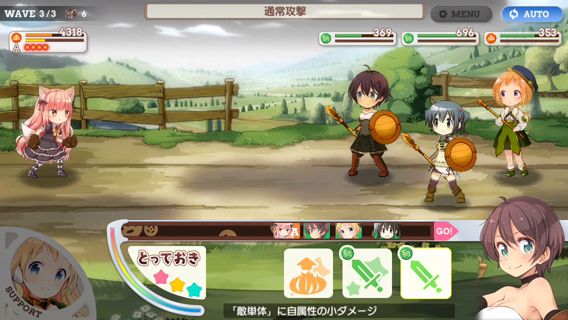 WAVE 3/3 6
通常攻撃
MENU
AUTO
4318
A
369
696
353
GO!
とっておき
SUPPORT
「敵単体」に自属性の小ダメージ